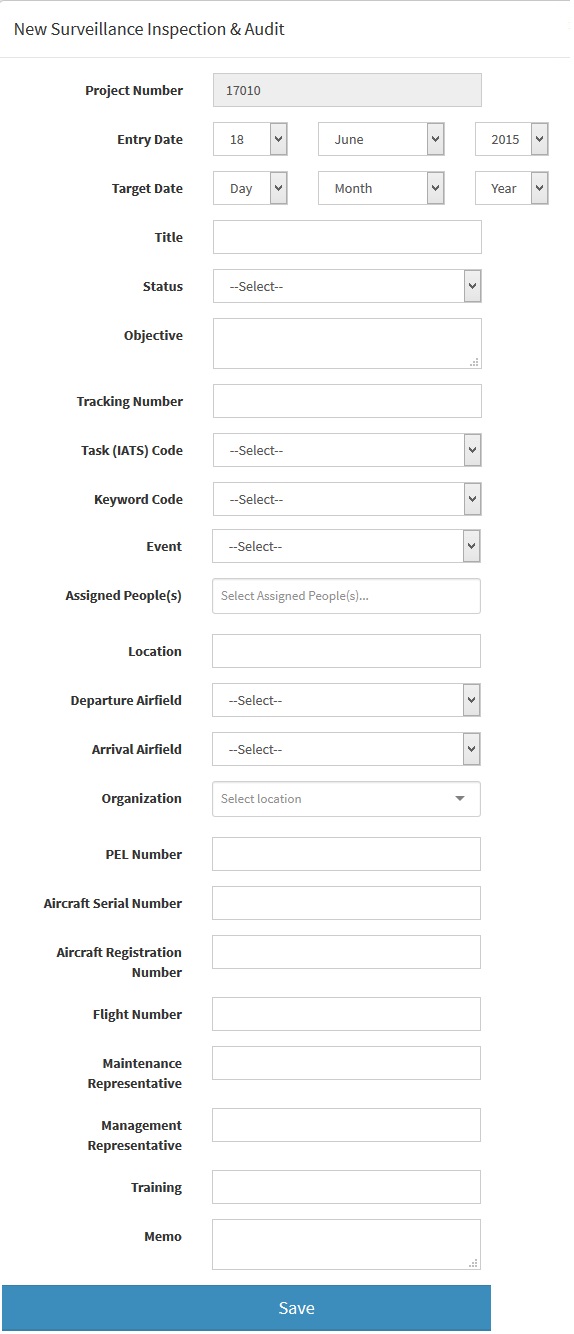 New Surveillance Inspection & Audit
Project Number 17010
Entry Date 18 June 2015
Target Date Day Month Year
Title
Status --Select--
Objective
Tracking Number
Task (IATS) Code --Select--
Keyword Code --Select--
Event --Select--
Assigned People(s) Select Assigned People(s)...
Location
Departure Airfield --Select--
Arrival Airfield --Select--
Organization Select location
PEL Number
Aircraft Serial Number
Aircraft Registration
Number
Flight Number
Maintenance
Representative
Management
Representative
Training
Memo
Save